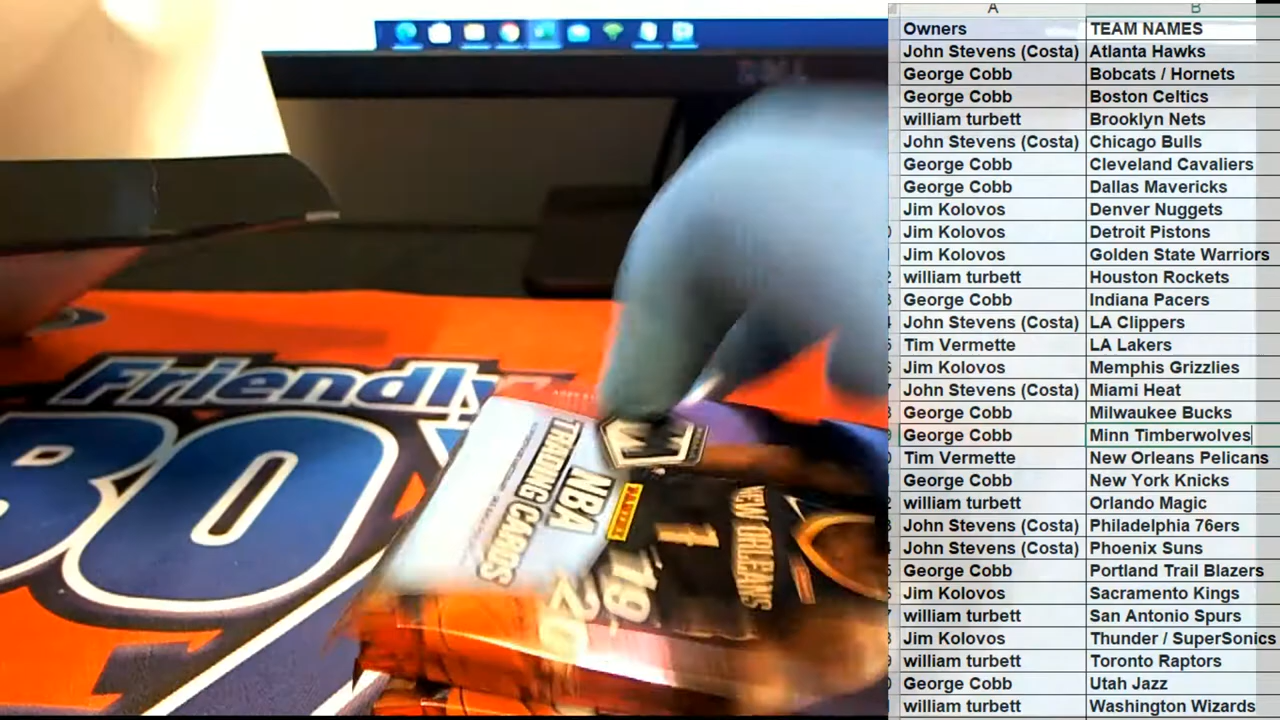 A B
Owners TEAM NAMES
John Stevens (Costa) Atlanta Hawks
George Cobb Bobcats / Hornets
George Cobb Boston Celtics
william turbett Brooklyn Nets
John Stevens (Costa) Chicago Bulls
George Cobb Cleveland Cavaliers
George Cobb Dallas Mavericks
Jim Kolovos Denver Nuggets
Jim Kolovos Detroit Pistons
Jim Kolovos Golden State Warriors
william turbett Houston Rockets
George Cobb Indiana Pacers
John Stevens (Costa) LA Clippers
Tim Vermette LA Lakers
Jim Kolovos Memphis Grizzlies
John Stevens (Costa) Miami Heat
George Cobb Milwaukee Bucks
George Cobb Minn Timberwolves
Tim Vermette New Orleans Pelicans
George Cobb New York Knicks
william turbett Orlando Magic
John Stevens (Costa) Philadelphia 76ers
John Stevens (Costa) Phoenix Suns
George Cobb Portland Trail Blazers
Jim Kolovos Sacramento Kings
william turbett San Antonio Spurs
Jim Kolovos Thunder / SuperSonics
william turbett Toronto Raptors
George Cobb Utah Jazz
william turbett Washington Wizards
DELL
Friendly
BO
NBA
TRADING CARDS
PANINI
NEW ORLEANS
1
19
20